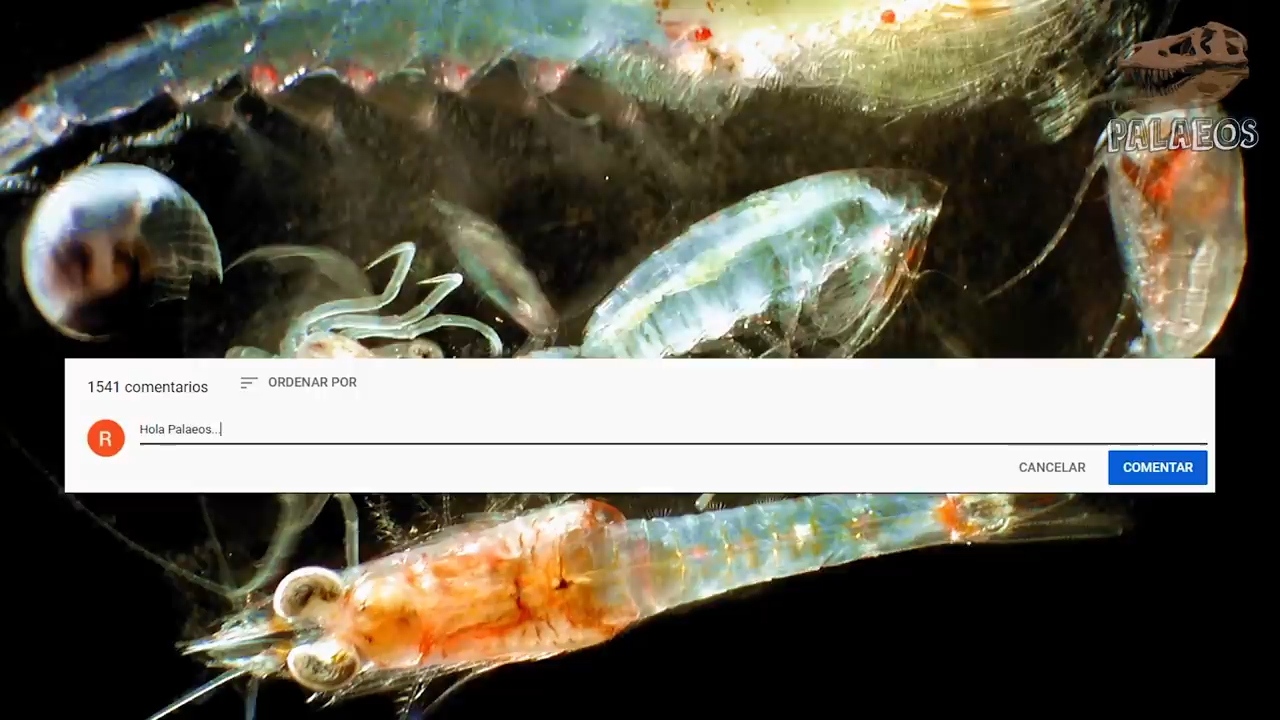 PALAEOS
1541 comentarios
ORDENAR POR
R
Hola Palaeos...
CANCELAR
COMENTAR